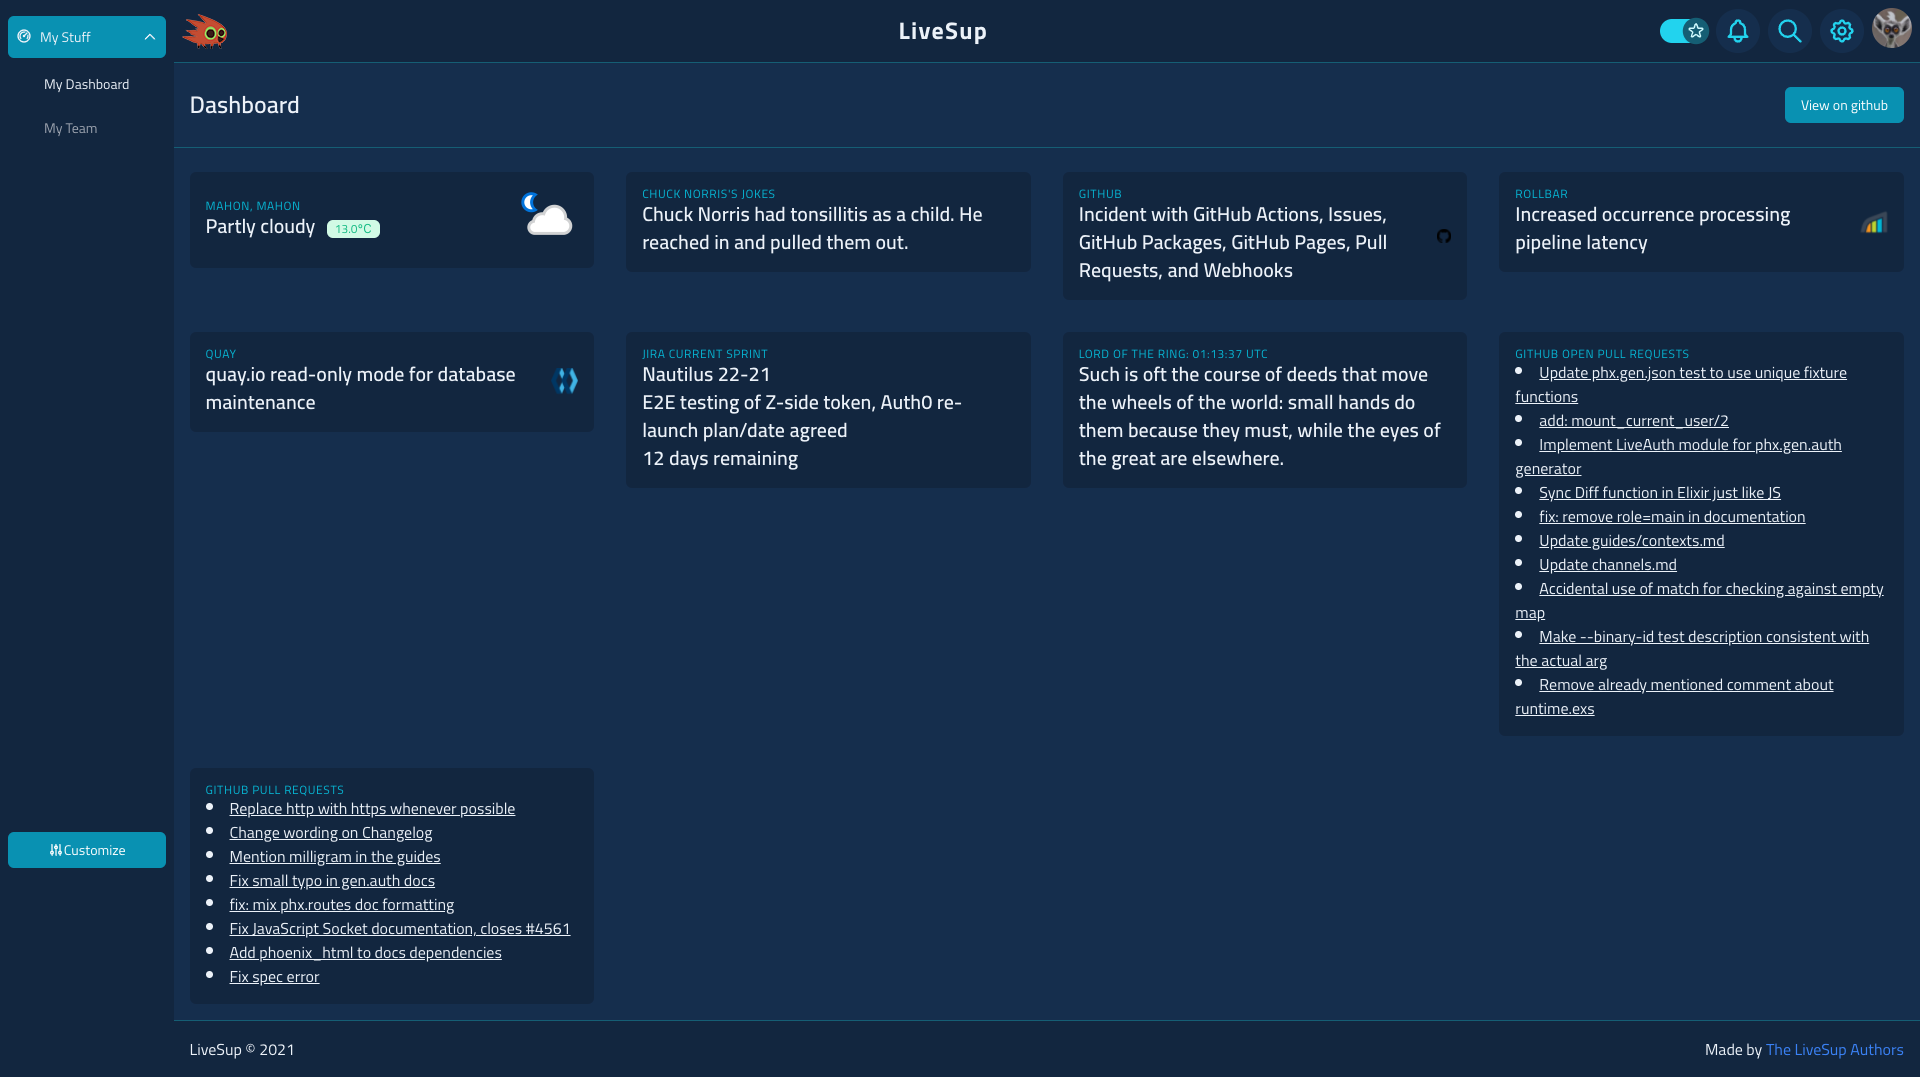 My Stuff
My Dashboard
My Team
Customize
LiveSup
Dashboard
View on github
MAHON, MAHON
Partly cloudy 13.0°C
CHUCK NORRIS'S JOKES
Chuck Norris had tonsillitis as a child. He
reached in and pulled them out.
GITHUB
Incident with GitHub Actions, Issues,
GitHub Packages, GitHub Pages, Pull
Requests, and Webhooks
ROLLBAR
Increased occurrence processing
pipeline latency
QUAY
quay.io read-only mode for database
maintenance
JIRA CURRENT SPRINT
Nautilus 22-21
E2E testing of Z-side token, Auth0 re-
launch plan/date agreed
12 days remaining
LORD OF THE RING: 01:13:37 UTC
Such is oft the course of deeds that move
the wheels of the world: small hands do
them because they must, while the eyes of
the great are elsewhere.
GITHUB OPEN PULL REQUESTS
Update phx.gen.json test to use unique fixture
functions
add: mount_current_user/2
Implement LiveAuth module for phx.gen.auth
generator
Sync Diff function in Elixir just like JS
fix: remove role=main in documentation
Update guides/contexts.md
Update channels.md
Accidental use of match for checking against empty
map
Make --binary-id test description consistent with
the actual arg
Remove already mentioned comment about
runtime.exs
GITHUB PULL REQUESTS
Replace http with https whenever possible
Change wording on Changelog
Mention milligram in the guides
Fix small typo in gen.auth docs
fix: mix phx.routes doc formatting
Fix JavaScript Socket documentation, closes #4561
Add phoenix_html to docs dependencies
Fix spec error
LiveSup © 2021
Made by The LiveSup Authors